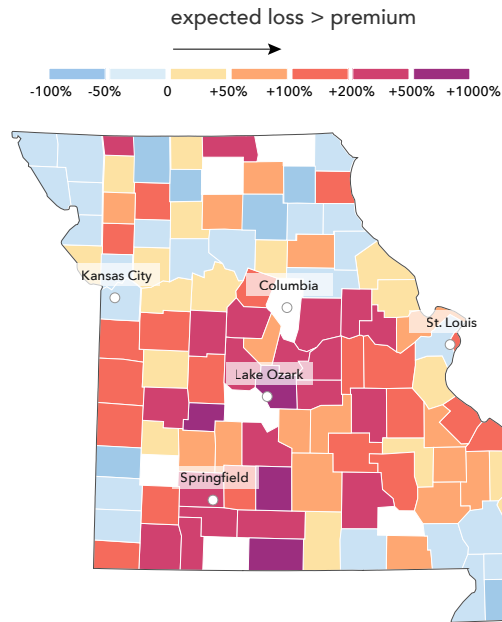 expected loss > premium
-100% -50% 0 +50% +100% +200% +500% +1000%
Kansas City
Columbia
St. Louis
Lake Ozark
Springfield